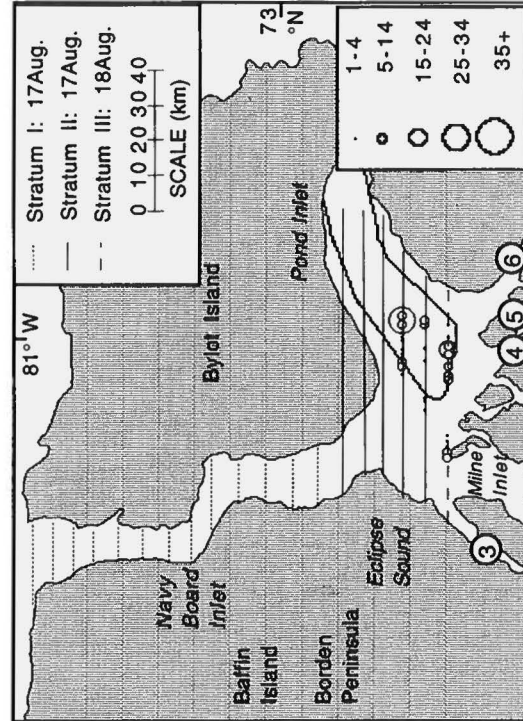 81°W
Stratum I: 17Aug.
Stratum II: 17Aug.
Stratum III: 18Aug.
0 10 20 30 40
SCALE (km)
73
°N
Bylot Island
Navy
Board
Inlet
Baffin
Island
Borden
Peninsula
Pond Inlet
Eclipse
Sound
Milne
Inlet
3
4
5
6
1-4
5-14
15-24
25-34
35+